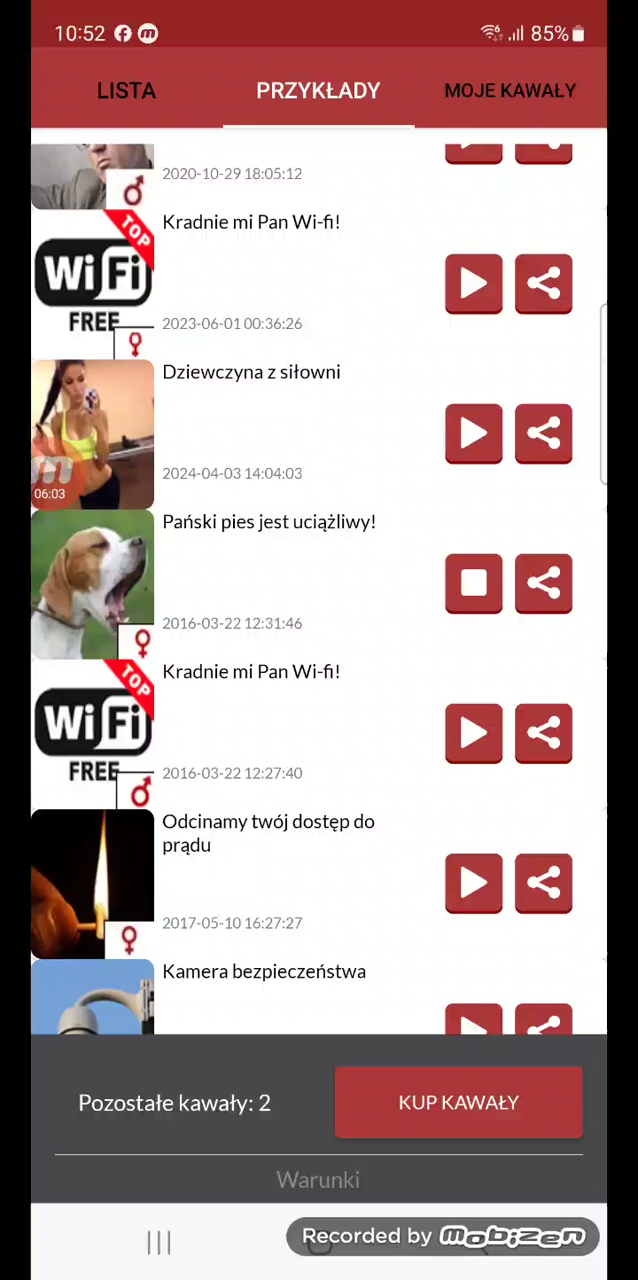 10:52
85%
LISTA
PRZYKŁADY
MOJE KAWAŁY
2020-10-29 18:05:12
Kradnie mi Pan Wi-fi!
TOP
WiFi
FREE
2023-06-01 00:36:26
Dziewczyna z siłowni
06:03
2024-04-03 14:04:03
Pański pies jest uciążliwy!
2016-03-22 12:31:46
Kradnie mi Pan Wi-fi!
TOP
WiFi
FREE
2016-03-22 12:27:40
Odcinamy twój dostęp do
prądu
2017-05-10 16:27:27
Kamera bezpieczeństwa
Pozostałe kawały: 2
KUP KAWAŁY
Warunki
Recorded by mobizen